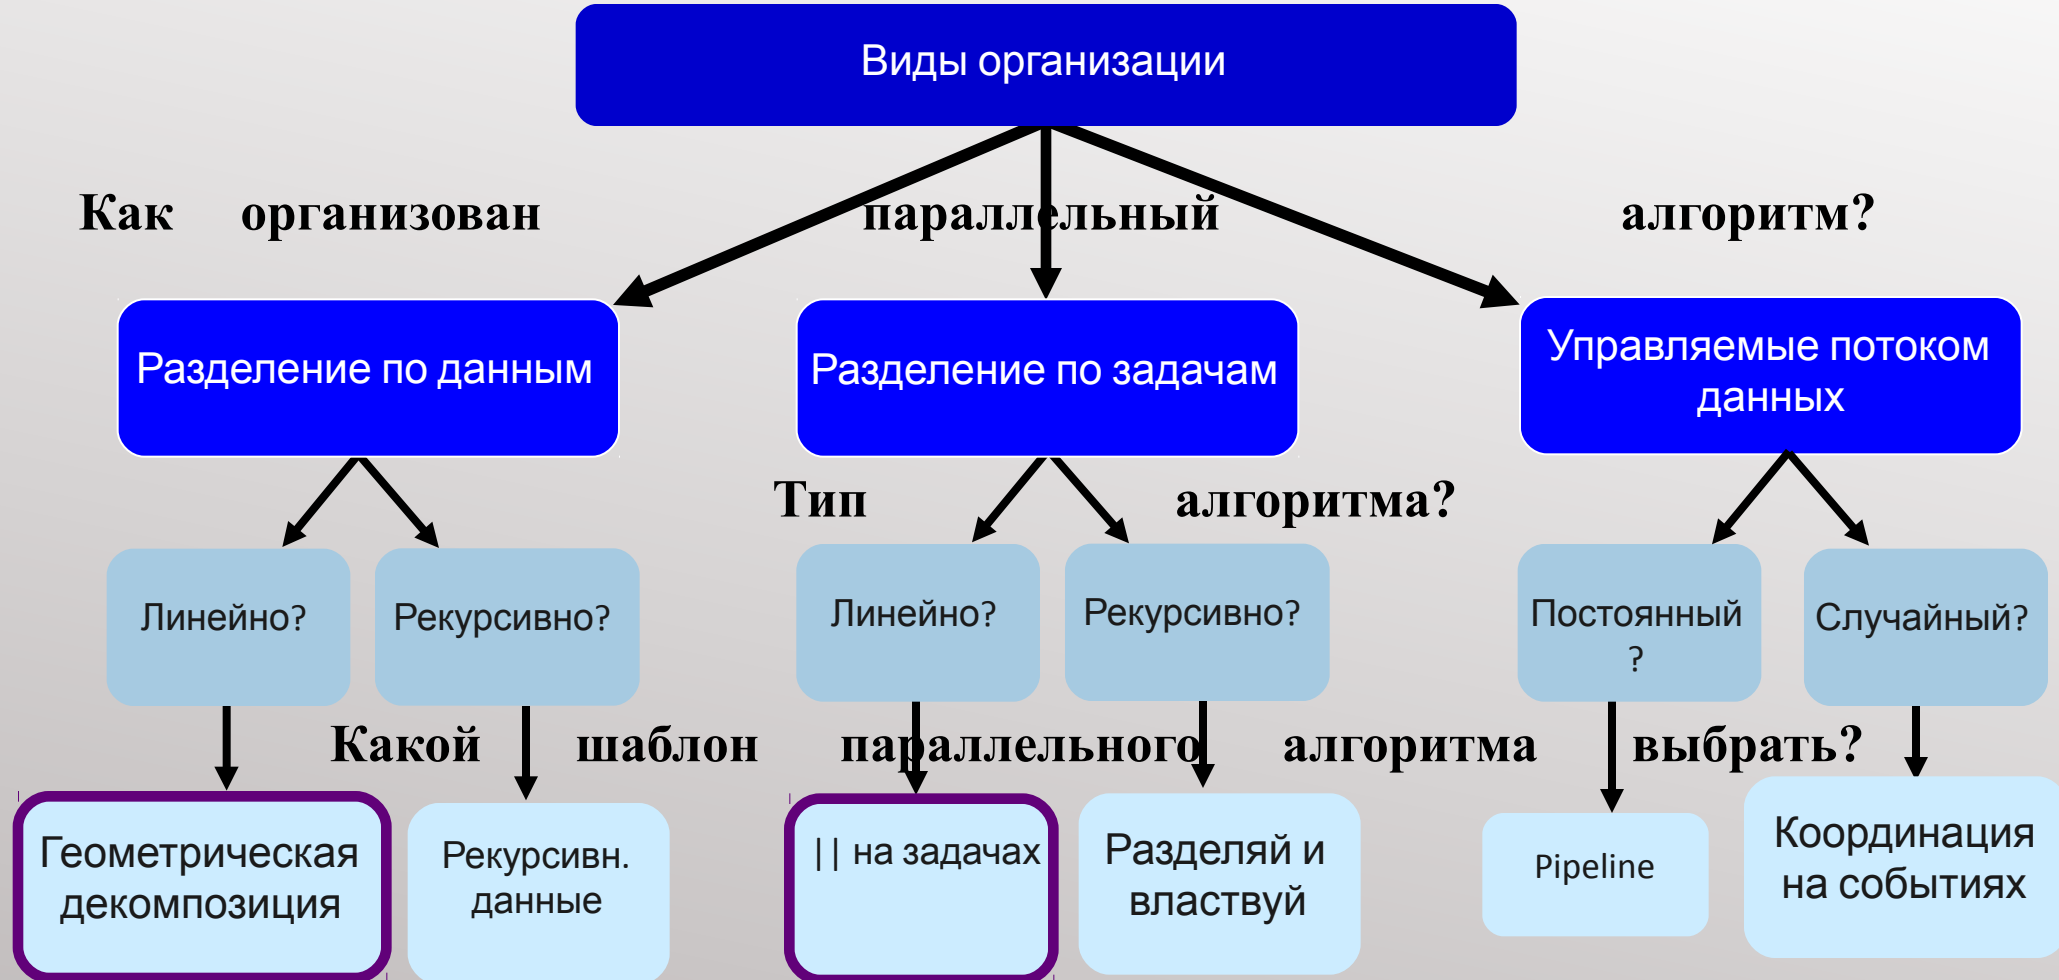 Виды организации
Как организован параллельный алгоритм?
Разделение по данным
Разделение по задачам
Управляемые потоком
данных
Тип алгоритма?
Линейно?
Рекурсивно?
Линейно?
Рекурсивно?
Постоянный
?
Случайный?
Какой шаблон параллельного алгоритма выбрать?
Геометрическая
декомпозиция
Рекурсивн.
данные
|| на задачах
Разделяй и
властвуй
Pipeline
Координация
на событиях